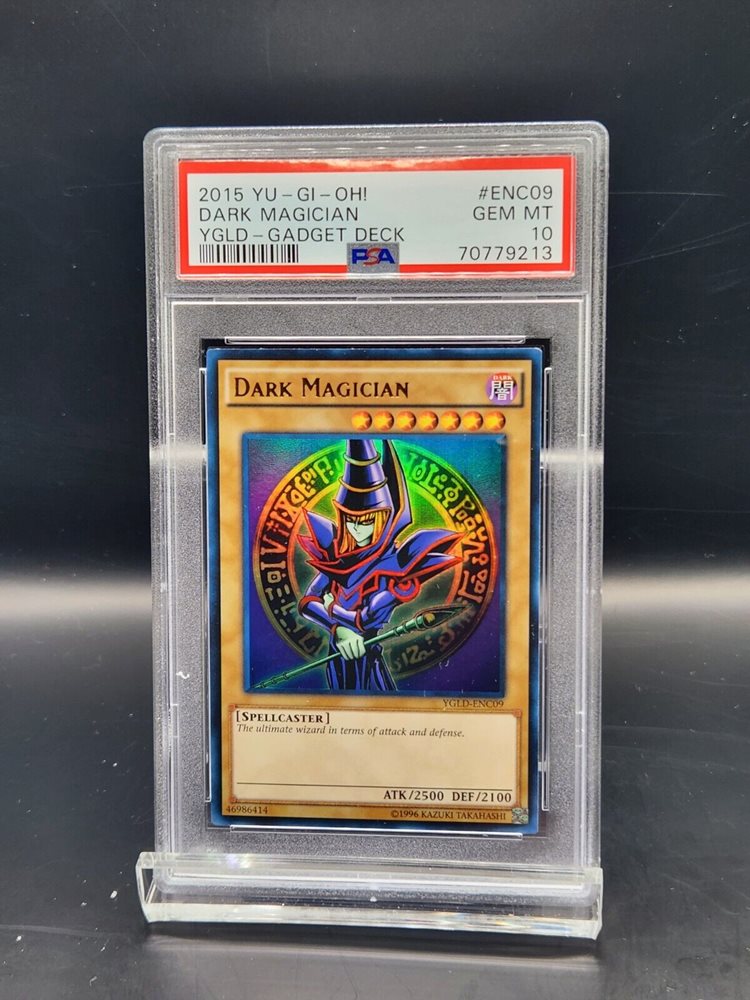 2015 YU-GI-OH! #ENC09
DARK MAGICIAN GEM MT
YGLD-GADGET DECK 10
PSA 70779213
DARK MAGICIAN
DARK
闇
YGLD-ENC09
[SPELLCASTER]
The ultimate wizard in terms of attack and defense.
ATK/2500 DEF/2100
46986414 ©1996 KAZUKI TAKAHASHI